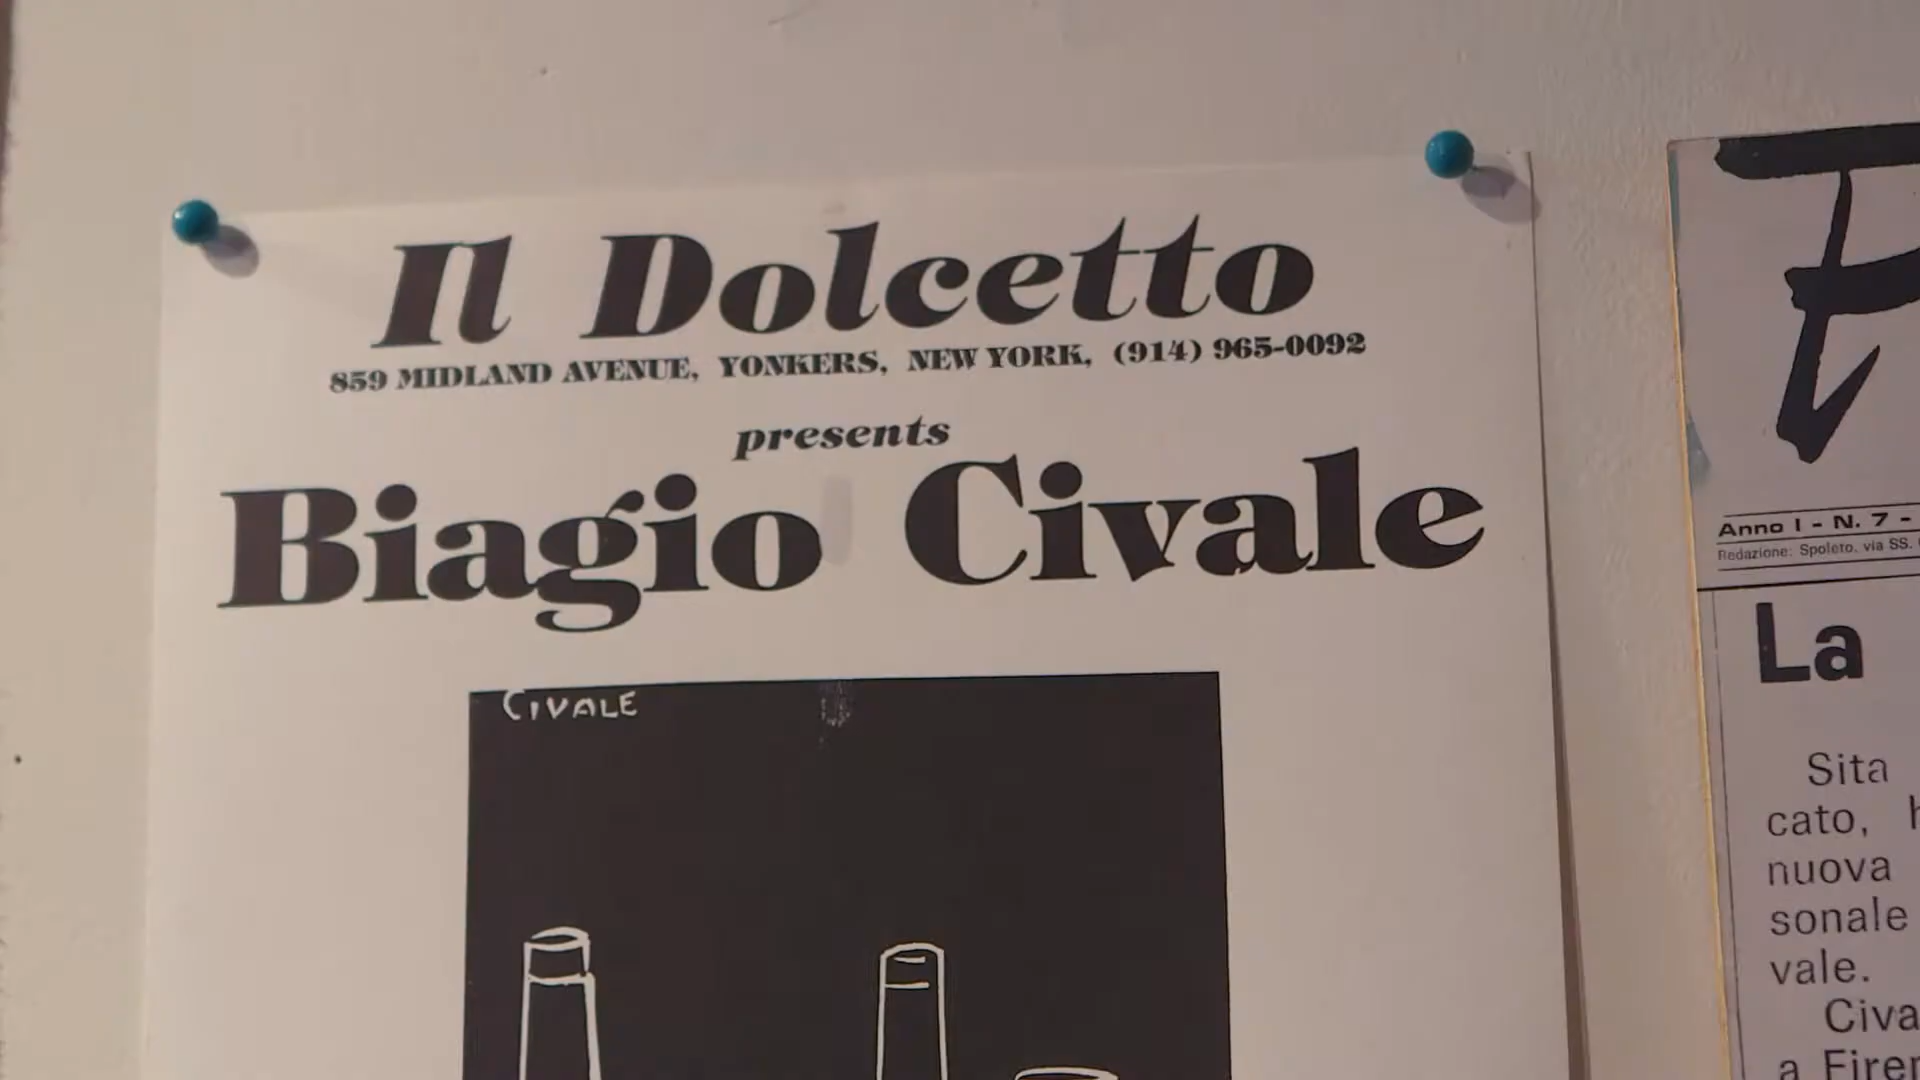 Il Dolcetto
859 MIDLAND AVENUE, YONKERS, NEW YORK, (914) 965-0092
presents
Biagio Civale
CIVALE
Anno I - N. 7 -
Redazione: Spoleto, via SS.
La
Sita
cato,
nuova
sonale
vale.
Civa
a Firen